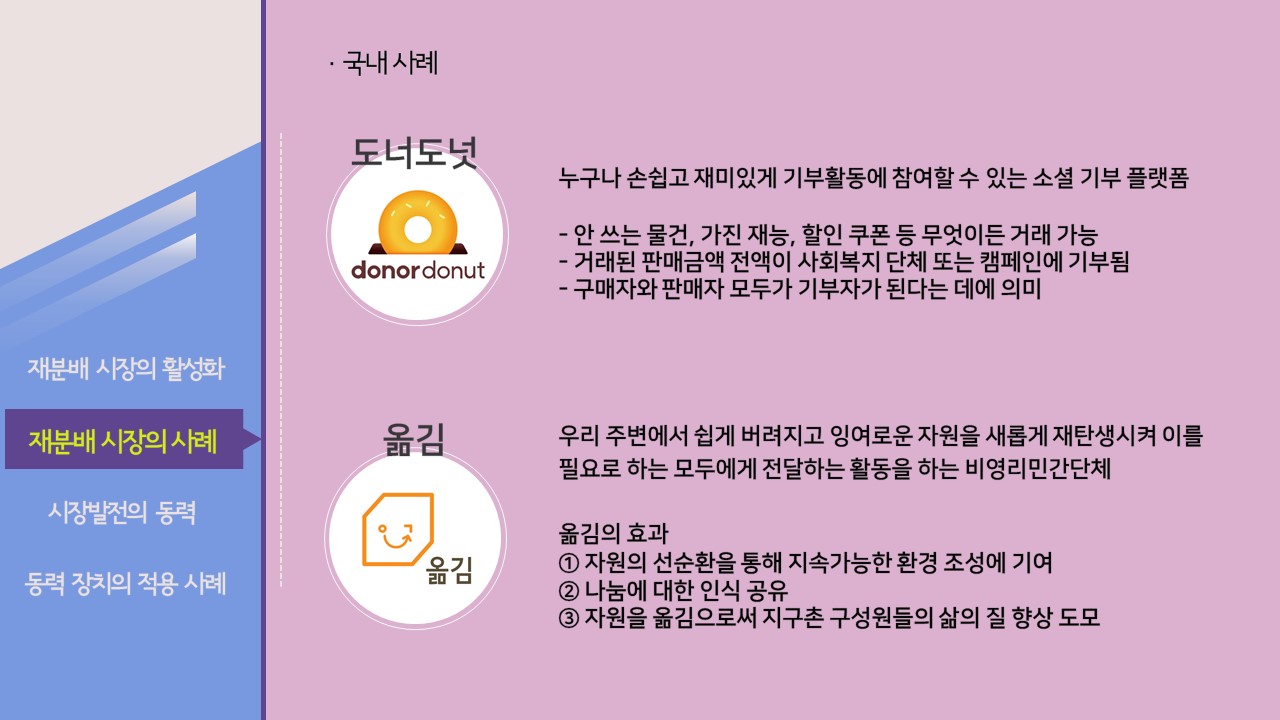 · 국내 사례
도너도넛
donordonut
누구나 손쉽고 재미있게 기부활동에 참여할 수 있는 소셜 기부 플랫폼
- 안 쓰는 물건, 가진 재능, 할인 쿠폰 등 무엇이든 거래 가능
- 거래된 판매금액 전액이 사회복지 단체 또는 캠페인에 기부됨
- 구매자와 판매자 모두가 기부자가 된다는 데에 의미
재분배 시장의 활성화
재분배 시장의 사례
시장발전의 동력
동력 장치의 적용 사례
옮김
옮김
우리 주변에서 쉽게 버려지고 잉여로운 자원을 새롭게 재탄생시켜 이를
필요로 하는 모두에게 전달하는 활동을 하는 비영리민간단체
옮김의 효과
① 자원의 선순환을 통해 지속가능한 환경 조성에 기여
② 나눔에 대한 인식 공유
③ 자원을 옮김으로써 지구촌 구성원들의 삶의 질 향상 도모